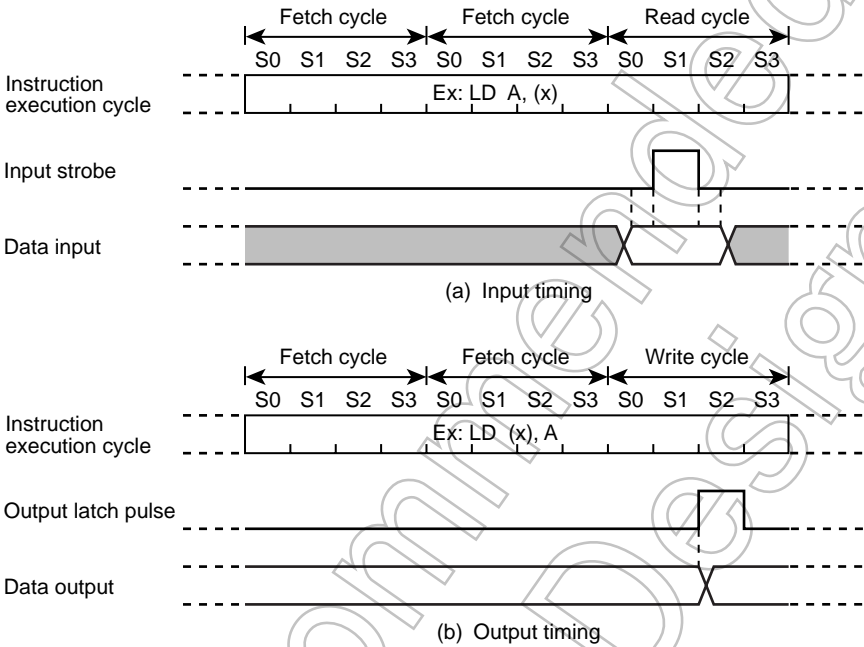 Fetch cycle Fetch cycle Read cycle
S0 S1 S2 S3 S0 S1 S2 S3 S0 S1 S2 S3
Instruction
execution cycle
Ex: LD A, (x)
Input strobe
Data input
(a) Input timing
Fetch cycle Fetch cycle Write cycle
S0 S1 S2 S3 S0 S1 S2 S3 S0 S1 S2 S3
Instruction
execution cycle
Ex: LD (x), A
Output latch pulse
Data output
(b) Output timing